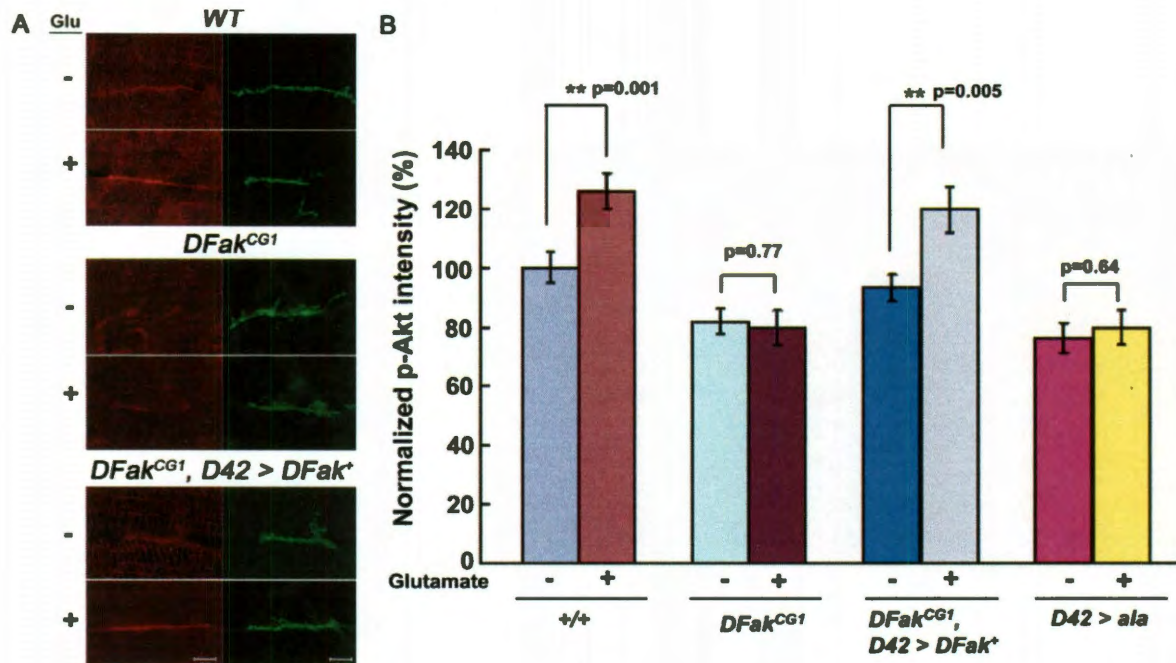 A
Glu
WT
-
+
DFak^CG1
-
+
DFak^CG1, D42 > DFak^+
-
+
B
** p=0.001
p=0.77
** p=0.005
p=0.64
Normalized p-Akt intensity (%)
140
120
100
80
60
40
20
0
Glutamate - + - + - + - +
+/+
DFak^CG1
DFak^CG1,
D42 > DFak^+
D42 > ala